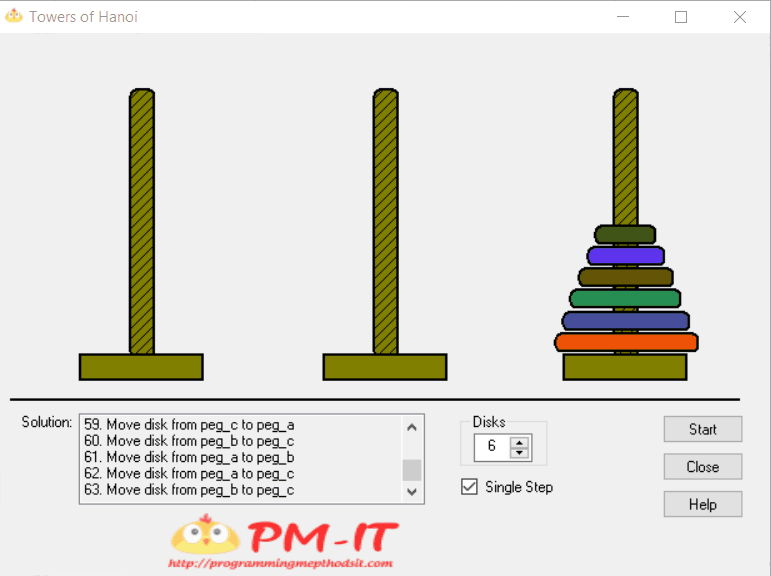 Towers of Hanoi
Solution:
59. Move disk from peg_c to peg_a
60. Move disk from peg_b to peg_c
61. Move disk from peg_a to peg_b
62. Move disk from peg_a to peg_c
63. Move disk from peg_b to peg_c
Disks
6
Single Step
Start
Close
Help
PM-IT
http://programmingmepthodsit.com